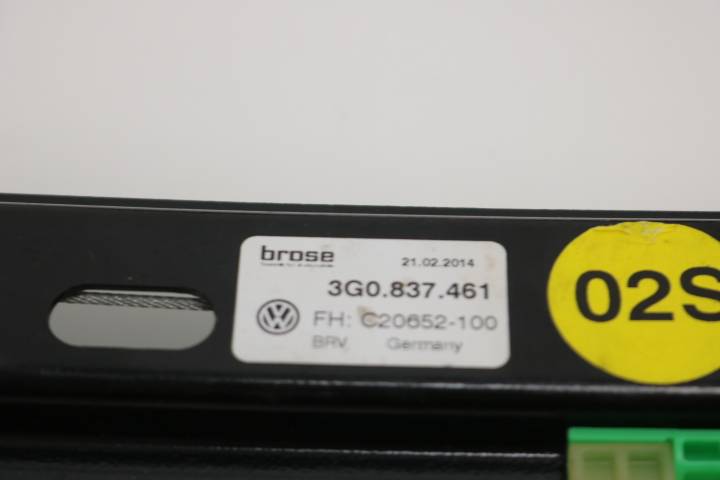 brose
21.02.2014
3G0.837.461
FH: C20652-100
BRV Germany
02S